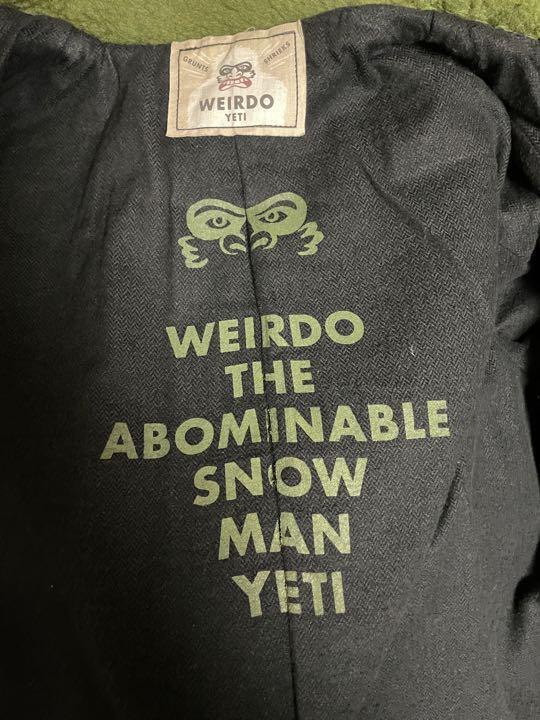 GRUNTS SHRIEKS
WEIRDO
YETI
WEIRDO
THE
ABOMINABLE
SNOW
MAN
YETI